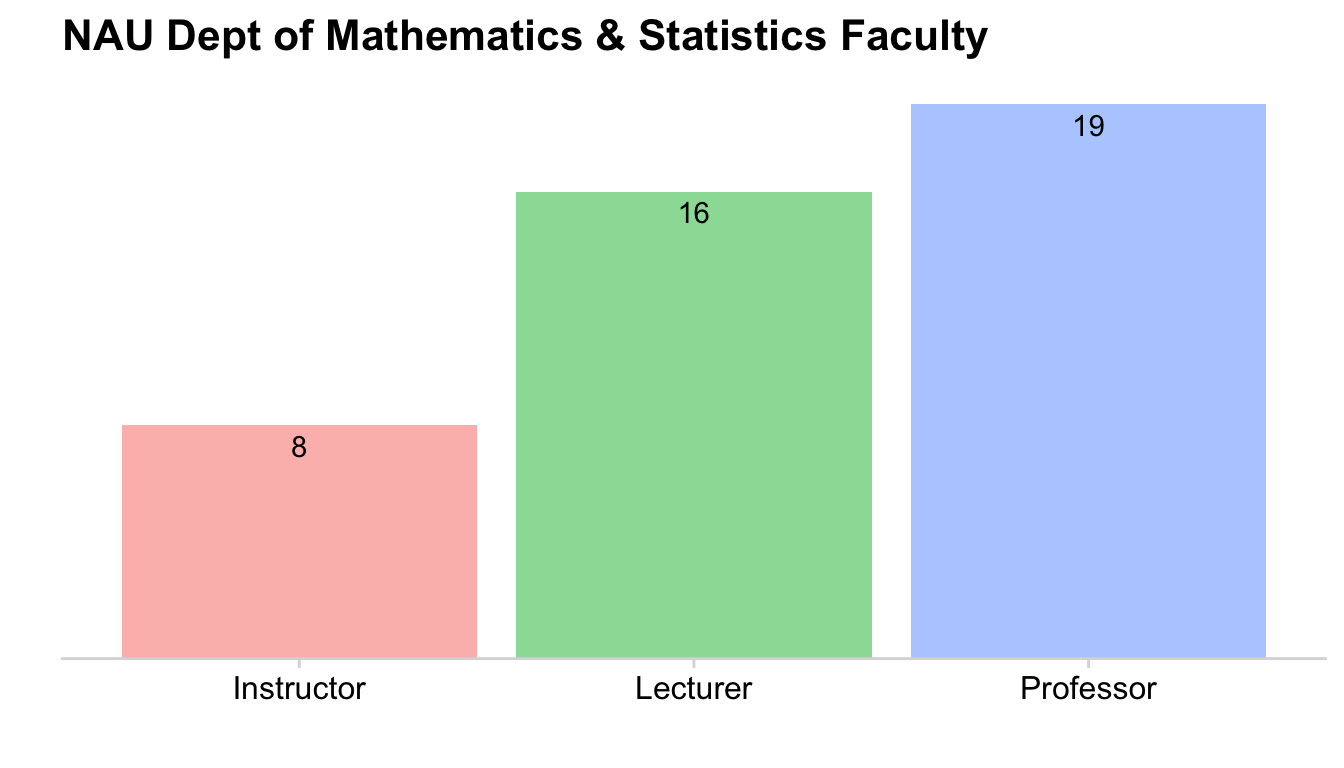 NAU Dept of Mathematics & Statistics Faculty
19
16
8
Instructor Lecturer Professor